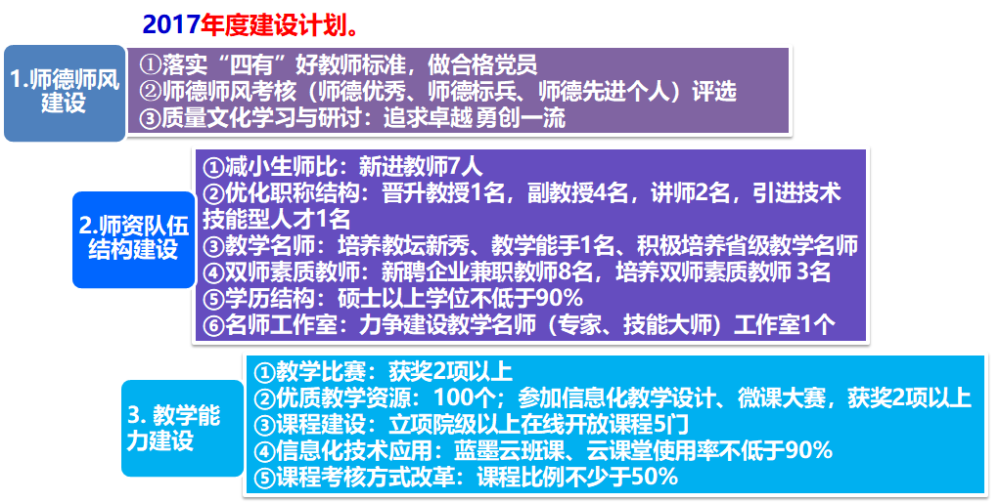 2017年度建设计划。
1.师德师风
建设
①落实“四有”好教师标准，做合格党员
②师德师风考核（师德优秀、师德标兵、师德先进个人）评选
③质量文化学习与研讨：追求卓越 勇创一流
2.师资队伍
结构建设
①减小生师比：新进教师7人
②优化职称结构：晋升教授1名，副教授4名，讲师2名，引进技术
技能型人才1名
③教学名师：培养教坛新秀、教学能手1名、积极培养省级教学名师
④双师素质教师：新聘企业兼职教师8名，培养双师素质教师 3名
⑤学历结构：硕士以上学位不低于90%
⑥名师工作室：力争建设教学名师（专家、技能大师）工作室1个
3. 教学能
力建设
①教学比赛：获奖2项以上
②优质教学资源：100个；参加信息化教学设计、微课大赛，获奖2项以上
③课程建设：立项院级以上在线开放课程5门
④信息化技术应用：蓝墨云班课、云课堂使用率不低于90%
⑤课程考核方式改革：课程比例不少于50%